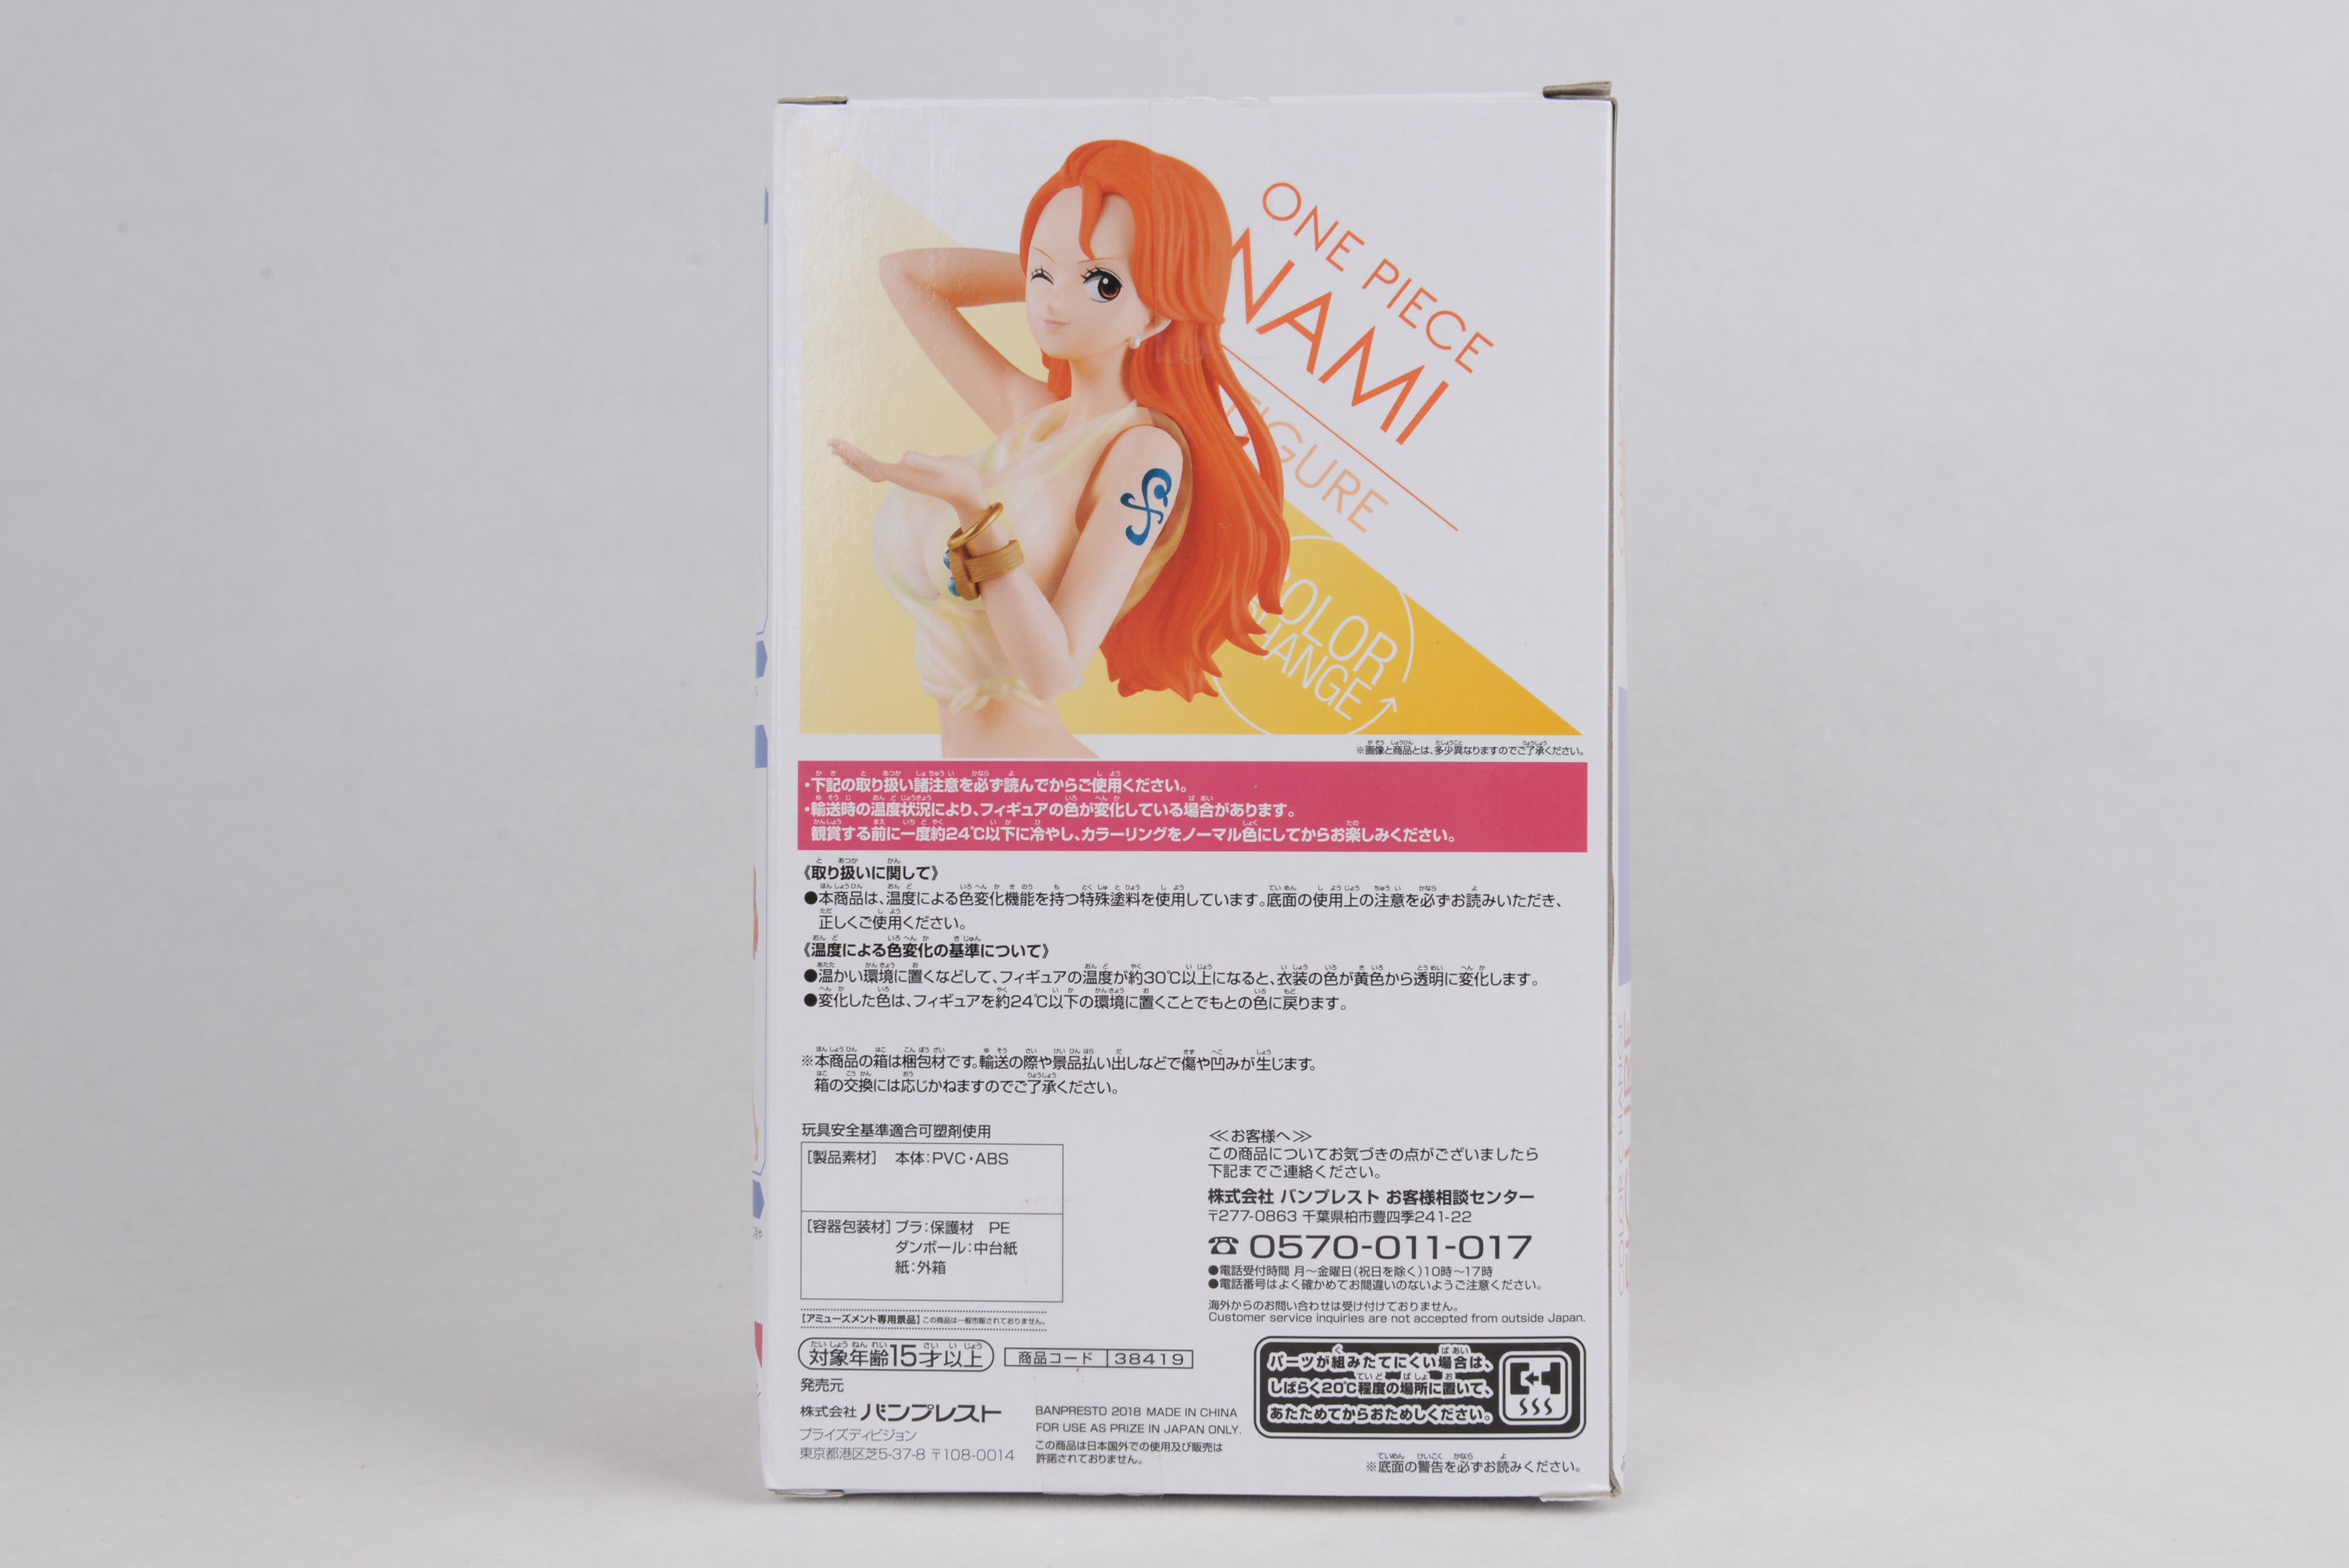 ONE PIECE
NAMI
FIGURE
COLOR
CHANGE
※画像と商品とは、多少異なりますのでご了承ください。
・下記の取り扱い諸注意を必ず読んでからご使用ください。
・輸送時の温度状況により、フィギュアの色が変化している場合があります。
観賞する前に一度約24℃以下に冷やし、カラーリングをノーマル色にしてからお楽しみください。
《取り扱いに関して》
●本商品は、温度による色変化機能を持つ特殊塗料を使用しています。底面の使用上の注意を必ずお読みいただき、
正しくご使用ください。
《温度による色変化の基準について》
●温かい環境に置くなどして、フィギュアの温度が約30℃以上になると、衣装の色が黄色から透明に変化します。
●変化した色は、フィギュアを約24℃以下の環境に置くことでもとの色に戻ります。
※本商品の箱は梱包材です。輸送の際や景品払い出しなどで傷や凹みが生じます。
箱の交換には応じかねますのでご了承ください。
玩具安全基準適合可塑剤使用
[製品素材] 本体:PVC・ABS
[容器包装材] プラ:保護材 PE
ダンボール:中台紙
紙:外箱
[アミューズメント専用景品] この商品は一般市販されておりません。
対象年齢15才以上
商品コード 38419
発売元
株式会社 バンプレスト
プライズディビジョン
東京都港区芝5-37-8 〒108-0014
BANPRESTO 2018 MADE IN CHINA
FOR USE AS PRIZE IN JAPAN ONLY.
この商品は日本国外での使用及び販売は
許諾されておりません。
≪お客様へ≫
この商品についてお気づきの点がございましたら
下記までご連絡ください。
株式会社 バンプレスト お客様相談センター
〒277-0863 千葉県柏市豊四季241-22
☎ 0570-011-017
●電話受付時間 月～金曜日(祝日を除く)10時～17時
●電話番号はよく確かめてお間違いのないようご注意ください。
海外からのお問い合わせは受け付けておりません。
Customer service inquiries are not accepted from outside Japan.
パーツが組みたてにくい場合は、
しばらく20℃程度の場所に置いて、
あたためてからおためしください。
※底面の警告を必ずお読みください。